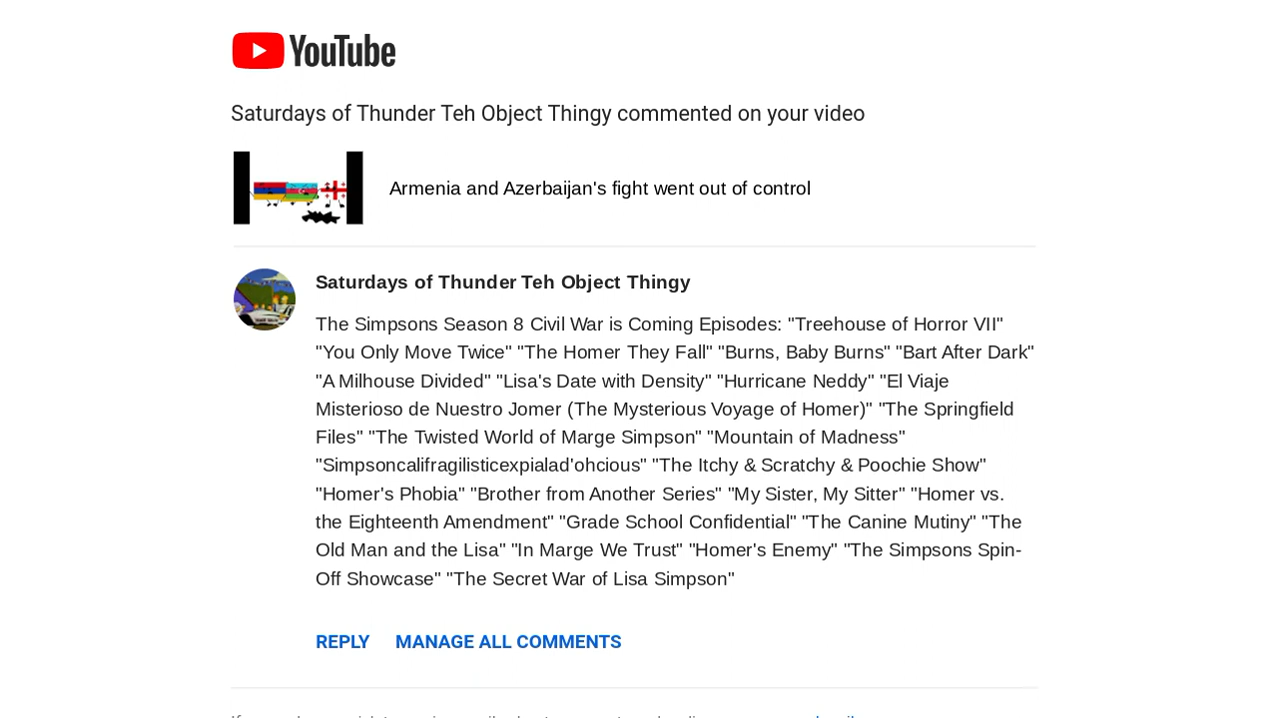 YouTube
Saturdays of Thunder Teh Object Thingy commented on your video
Armenia and Azerbaijan's fight went out of control
Saturdays of Thunder Teh Object Thingy
The Simpsons Season 8 Civil War is Coming Episodes: "Treehouse of Horror VII"
"You Only Move Twice" "The Homer They Fall" "Burns, Baby Burns" "Bart After Dark"
"A Milhouse Divided" "Lisa's Date with Density" "Hurricane Neddy" "El Viaje
Misterioso de Nuestro Jomer (The Mysterious Voyage of Homer)" "The Springfield
Files" "The Twisted World of Marge Simpson" "Mountain of Madness"
"Simpsoncalifragilisticexpialad'ohcious" "The Itchy & Scratchy & Poochie Show"
"Homer's Phobia" "Brother from Another Series" "My Sister, My Sitter" "Homer vs.
the Eighteenth Amendment" "Grade School Confidential" "The Canine Mutiny" "The
Old Man and the Lisa" "In Marge We Trust" "Homer's Enemy" "The Simpsons Spin-
Off Showcase" "The Secret War of Lisa Simpson"
REPLY MANAGE ALL COMMENTS